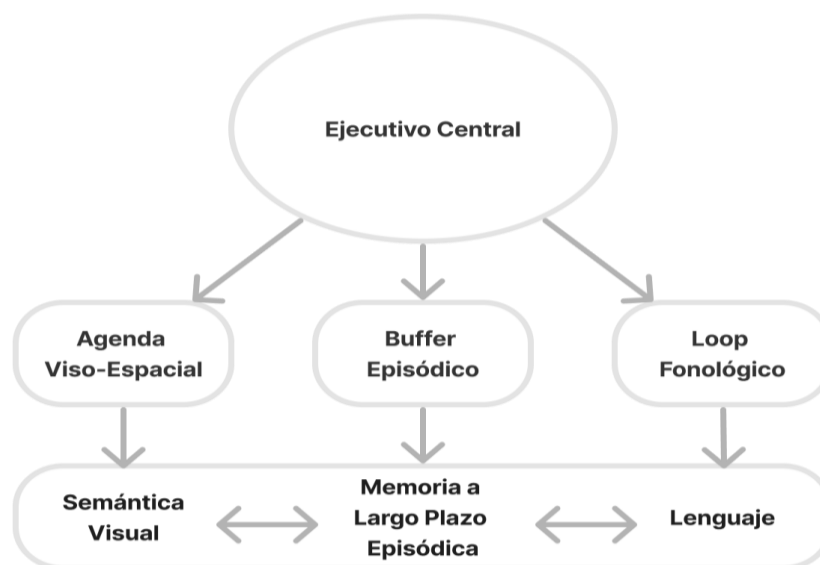 Ejecutivo Central
Agenda
Viso-Espacial
Buffer
Episódico
Loop
Fonológico
Semántica
Visual
Memoria a
Largo Plazo
Episódica
Lenguaje